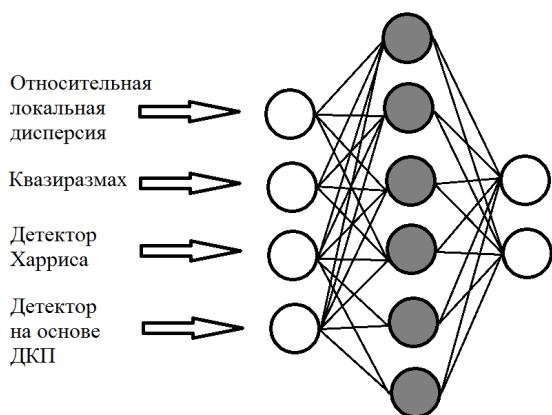 Относительная
локальная
дисперсия
Квазиразмах
Детектор
Харриса
Детектор
на основе
ДКП